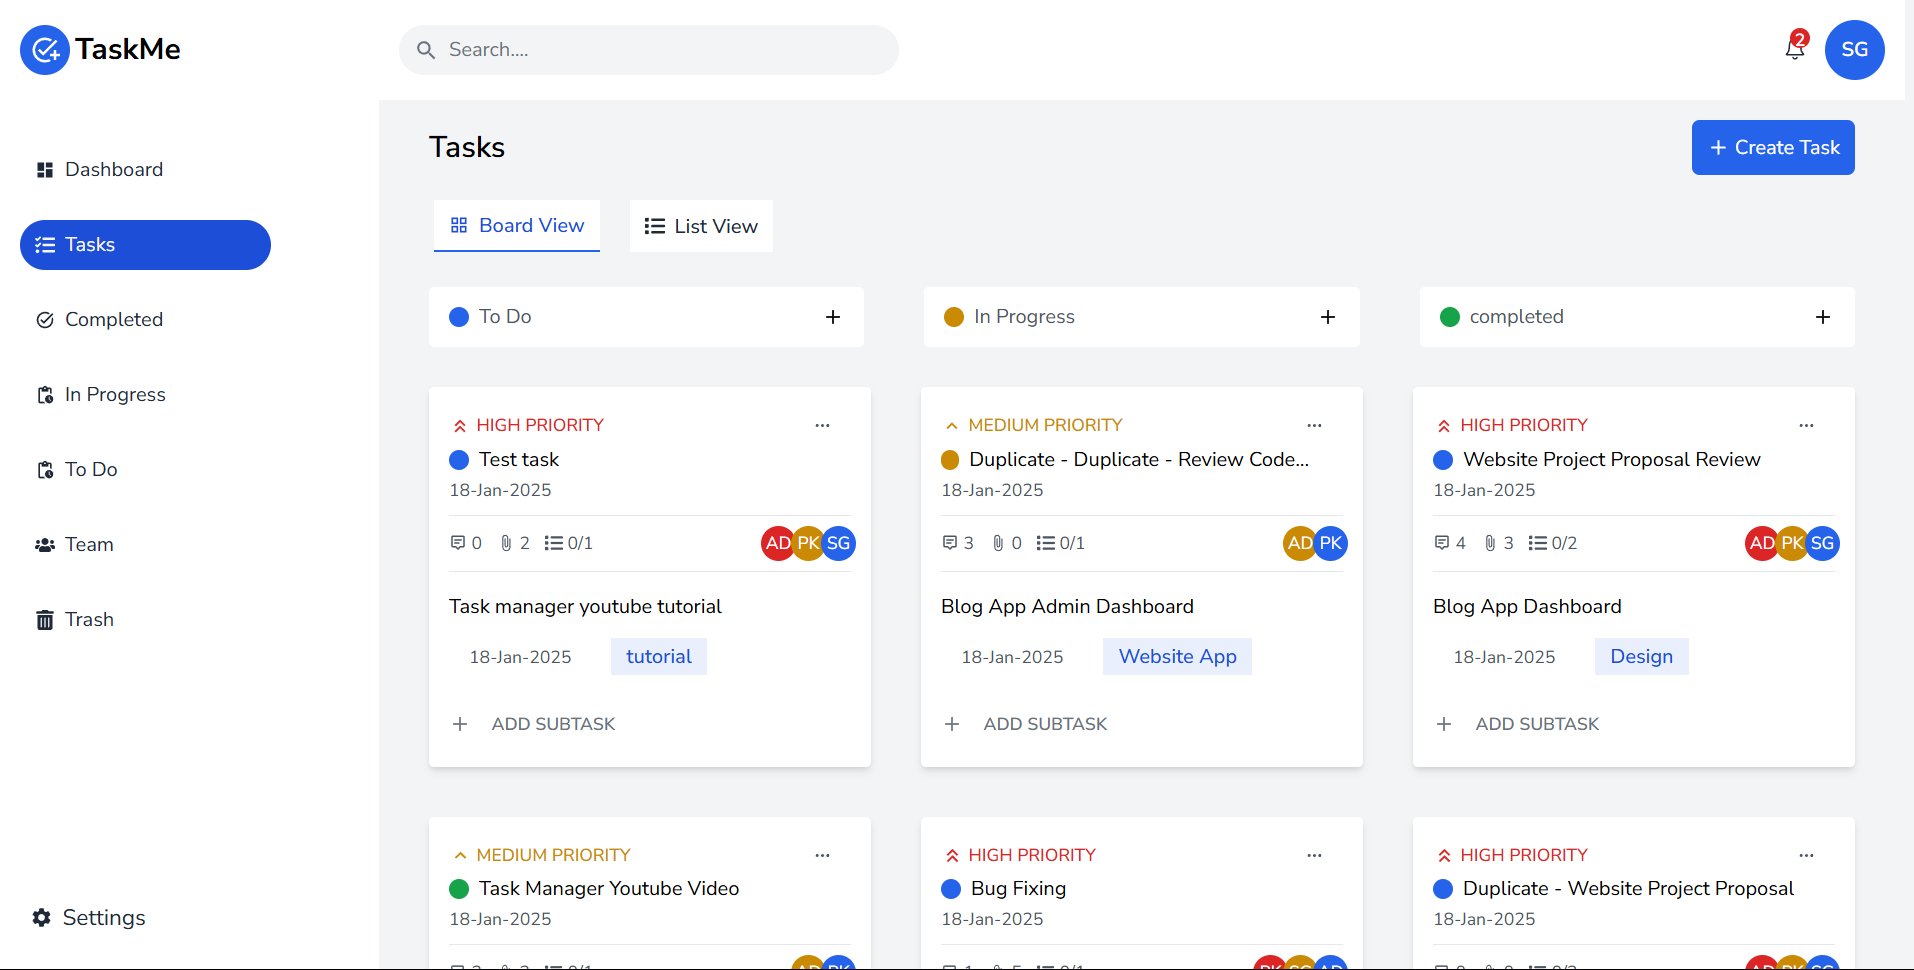 TaskMe
Search....
2
SG
Dashboard
Tasks
Completed
In Progress
To Do
Team
Trash
Settings
Tasks
+ Create Task
Board View
List View
To Do +
In Progress +
completed +
HIGH PRIORITY ...
Test task
18-Jan-2025
0 2 0/1 AD PK SG
Task manager youtube tutorial
18-Jan-2025 tutorial
+ ADD SUBTASK
MEDIUM PRIORITY ...
Duplicate - Duplicate - Review Code...
18-Jan-2025
3 0 0/1 AD PK
Blog App Admin Dashboard
18-Jan-2025 Website App
+ ADD SUBTASK
HIGH PRIORITY ...
Website Project Proposal Review
18-Jan-2025
4 3 0/2 AD PK SG
Blog App Dashboard
18-Jan-2025 Design
+ ADD SUBTASK
MEDIUM PRIORITY ...
Task Manager Youtube Video
18-Jan-2025
HIGH PRIORITY ...
Bug Fixing
18-Jan-2025
HIGH PRIORITY ...
Duplicate - Website Project Proposal
18-Jan-2025